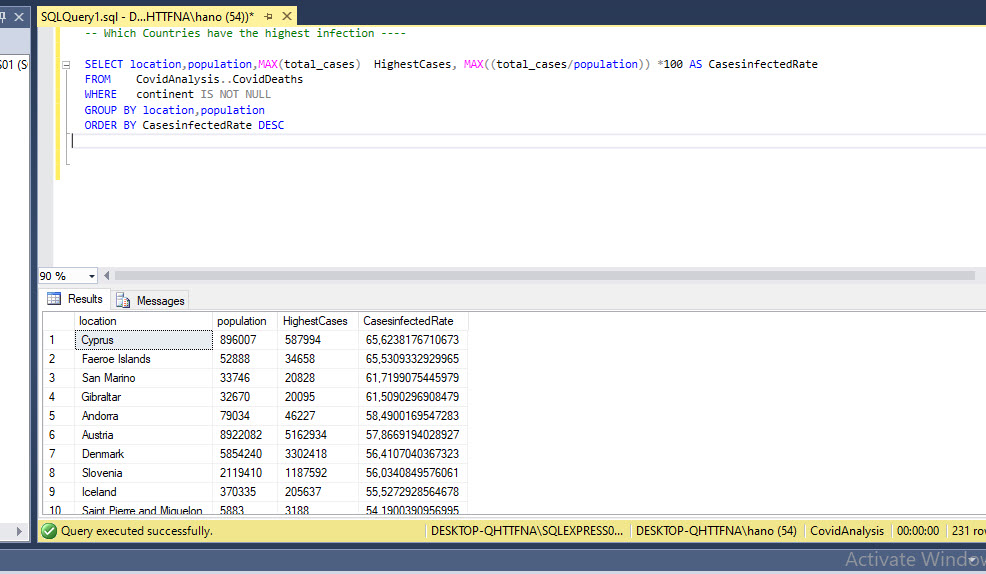 SQLQuery1.sql - D...HTTFNA\hano (54))*
-- Which Countries have the highest infection ----
S01 (S
SELECT location,population,MAX(total_cases)  HighestCases, MAX((total_cases/population)) *100 AS CasesinfectedRate
FROM   CovidAnalysis..CovidDeaths
WHERE   continent IS NOT NULL
GROUP BY location,population
ORDER BY CasesinfectedRate DESC
90 %
Results Messages
location population HighestCases CasesinfectedRate
1 Cyprus 896007 587994 65,6238176710673
2 Faeroe Islands 52888 34658 65,5309332929965
3 San Marino 33746 20828 61,7199075445979
4 Gibraltar 32670 20095 61,5090296908479
5 Andorra 79034 46227 58,4900169547283
6 Austria 8922082 5162934 57,8669194028927
7 Denmark 5854240 3302418 56,4107040367323
8 Slovenia 2119410 1187592 56,0340849576061
9 Iceland 370335 205637 55,5272928564678
10 Saint Pierre and Miquelon 5883 3188 54,1900390956995
Query executed successfully. DESKTOP-QHTTFNA\SQLEXPRESS0... DESKTOP-QHTTFNA\hano (54) CovidAnalysis 00:00:00 231 ro
Activate Window